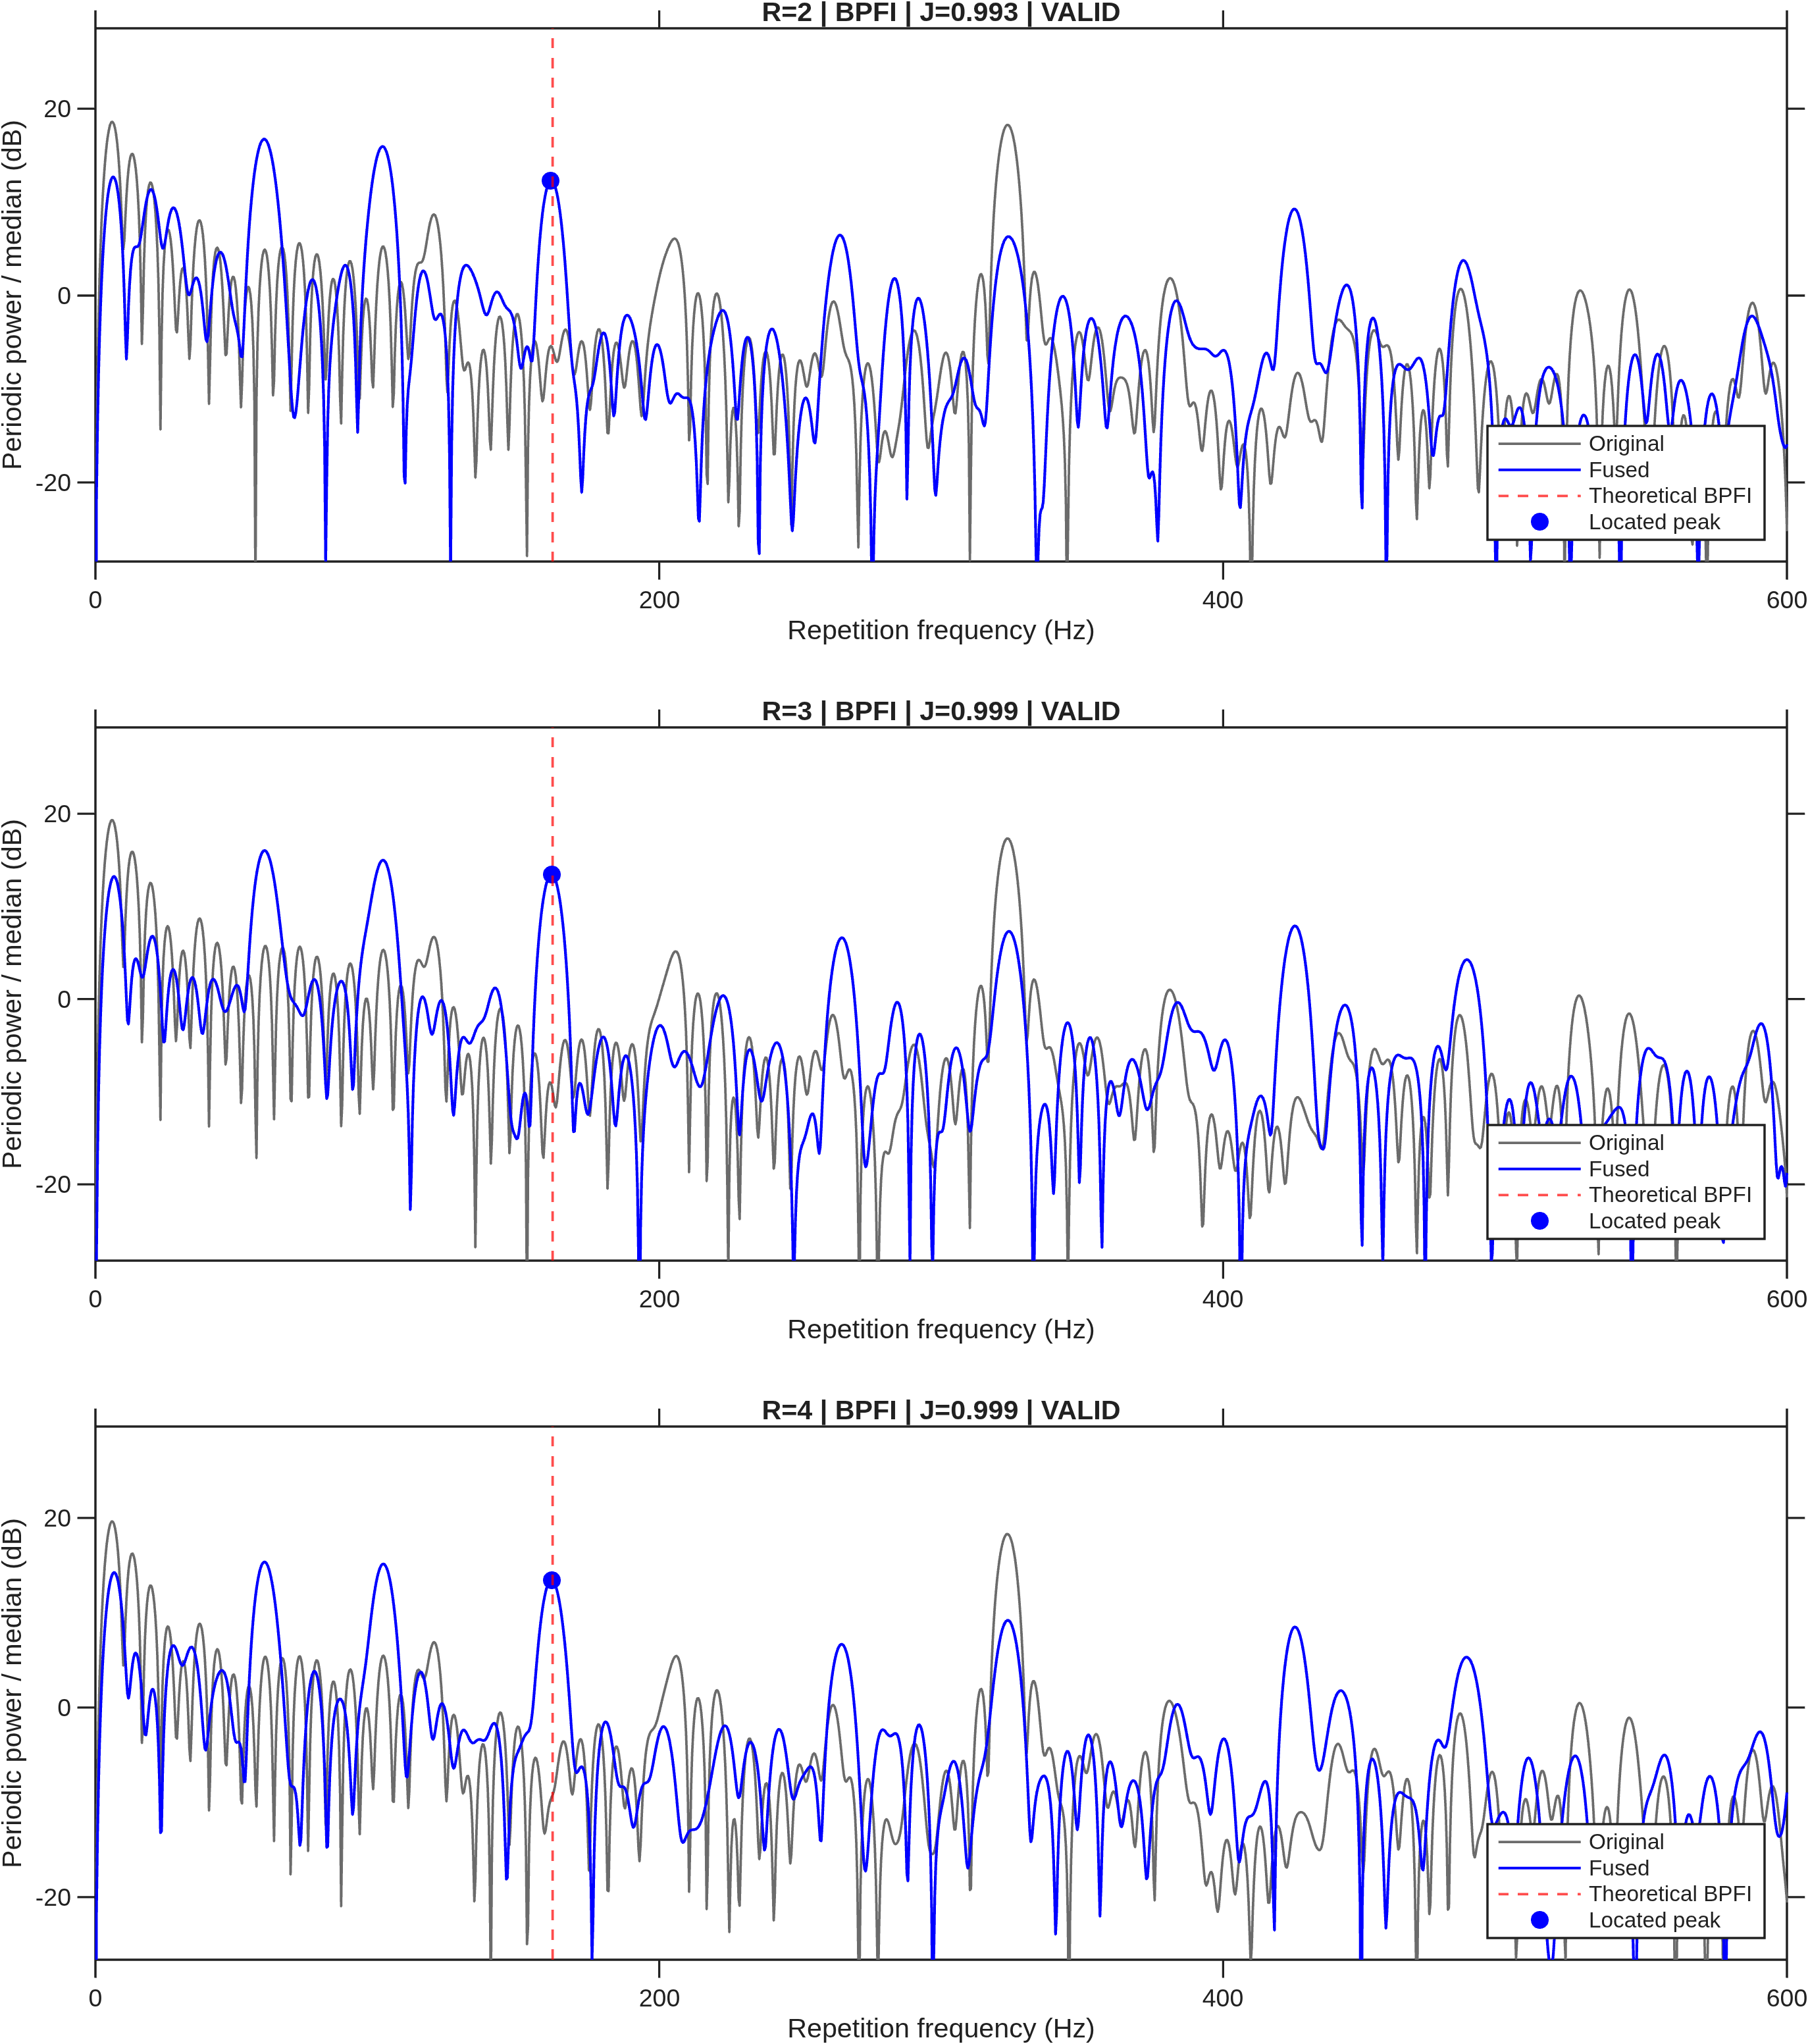 R=2 | BPFI | J=0.993 | VALID
Periodic power / median (dB)
20
0
-20
Original
Fused
Theoretical BPFI
Located peak
0 200 400 600
Repetition frequency (Hz)
R=3 | BPFI | J=0.999 | VALID
Periodic power / median (dB)
20
0
-20
Original
Fused
Theoretical BPFI
Located peak
0 200 400 600
Repetition frequency (Hz)
R=4 | BPFI | J=0.999 | VALID
Periodic power / median (dB)
20
0
-20
Original
Fused
Theoretical BPFI
Located peak
0 200 400 600
Repetition frequency (Hz)